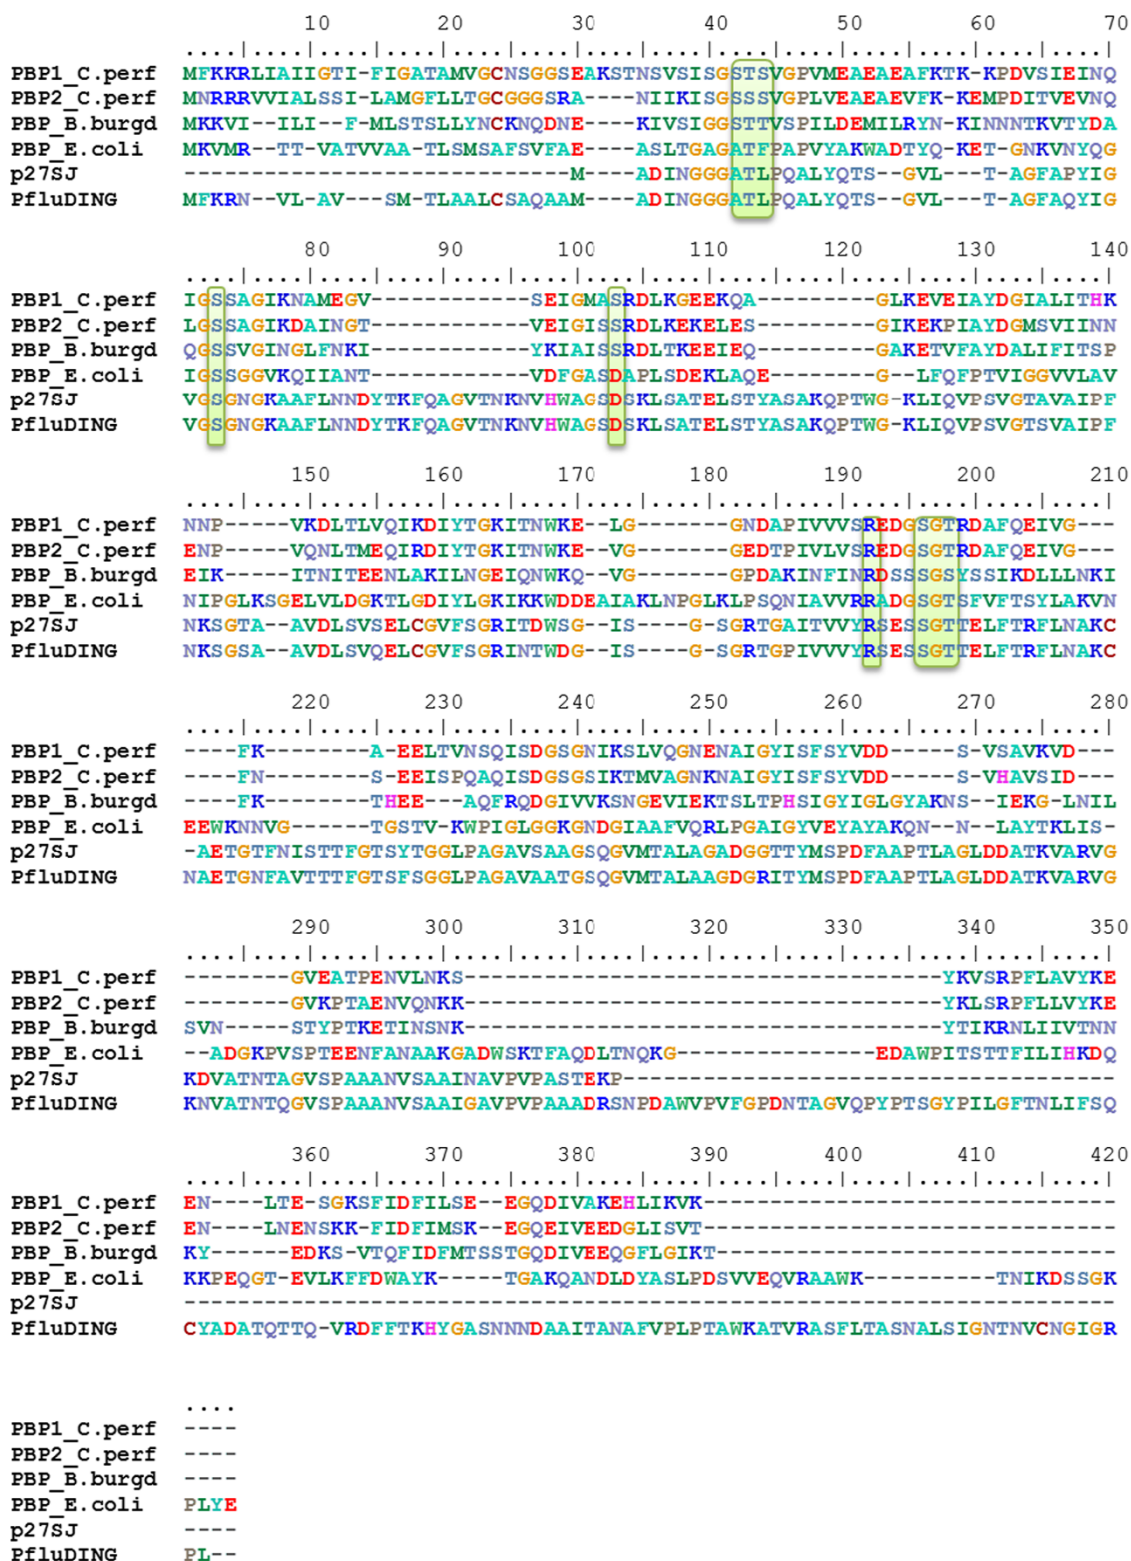 10 20 30 40 50 60 70
....|....|....|....|....|....|....|....|....|....|....|....|....|....|
PBP1_C.perf MFKKRLIAIIGTI-FIGATAMVGCNSGGSEAKSTNSVSISGSTSVGPVMEAEAEAFKTK-KPDVSIEINQ
PBP2_C.perf MNRRRVVIALSSI-LAMGFLLTGCGGGSRA----NIIKISGSSSVGPLVEAEAEVFK-KEMPDITVEVNQ
PBP_B.burgd MKKVI--ILI--F-MLSTSLLYNCKNQDNE----KIVSIGGSTTVSPILDEMILRYN-KINNNTKVTYDA
PBP_E.coli MKVMR--TT-VATVVAA-TLSMSAFSVFAE----ASLTGAGATFPAPVYAKWADTYQ-KET-GNKVNYQG
p27SJ -----------------------------M----ADINGGGATLPQALYQTS--GVL--T-AGFAPYIG
PfluDING MFKRN--VL-AV---SM-TLAALCSAQAAM----ADINGGGATLPQALYQTS--GVL--T-AGFAQYIG
80 90 100 110 120 130 140
....|....|....|....|....|....|....|....|....|....|....|....|....|....|
PBP1_C.perf IGSSAGIKNAMEGV------------SEIGMASRDLKGEEKQA---------GLKEVEIAYDGIALITHK
PBP2_C.perf LGSSAGIKDAINGT------------VEIGISSRDLKEKELES---------GIKEKPIAYDGMSVIINN
PBP_B.burgd QGSSVGINGLFNKI------------YKIAISSRDLTKEEIEQ---------GAKETVFAYDALIFITSP
PBP_E.coli IGSSGGVKQIIANT------------VDFGASDAPLSDEKLAQE--------G--LFQFPTVIGGVVLAV
p27SJ VGSGNGKAAFLNNDYTKFQAGVTNKNVHWAGSDSKLSATELSTYASAKQPTWG-KLIQVPSVGTAVAIPF
PfluDING VGSGNGKAAFLNNDYTKFQAGVTNKNVHWAGSDSKLSATELSTYASAKQPTWG-KLIQVPSVGTSVAIPF
150 160 170 180 190 200 210
....|....|....|....|....|....|....|....|....|....|....|....|....|....|
PBP1_C.perf NNP-----VKDLTLVQIKDIYTGKITNWKE--LG--------GNDAPIVVVSREDGSGTRDAFQEIVG---
PBP2_C.perf ENP-----VQNLTMEQIRDIYTGKITNWKE--VG--------GEDTPIVLVSREDGSGTRDAFQEIVG---
PBP_B.burgd EIK-----ITNITEENLAKILNGEIQNWKQ--VG--------GPDAKINFINRDSSSGSYSSIKDLLLNKI
PBP_E.coli NIPGLKSGELVLDGKTLGDIYLGKIKKWDDEAIAKLNPGLKLPSQNIAVVRRADGSGTSFVFTSYLAKVN
p27SJ NKSGTA--AVDLSVSELCGVFSGRITDWSG--IS-----G-SGRTGAITVVYRSESSGTTELFTRFLNAKC
PfluDING NKSGSA--AVDLSVQELCGVFSGRINTWDG--IS-----G-SGRTGPIVVVYRSESSGTTELFTRFLNAKC
220 230 240 250 260 270 280
....|....|....|....|....|....|....|....|....|....|....|....|....|....|
PBP1_C.perf ----FK--------A-EELTVNSQISDGSGNIKSLVQGNENAIGYISFSYVDD-----S-VSAVKVD---
PBP2_C.perf ----FN--------S-EEISPQAQISDGSGSIKTMVAGNKNAIGYISFSYVDD-----S-VHAVSID---
PBP_B.burgd ----FK--------THEE---AQFRQDGIVVKSNGEVIEKTSLTPHSIGYIGLGYAKNS--IEKG-LNIL
PBP_E.coli EEWKNNVG------TGSTV-KWPIGLGGKGNDGIAAFVQRLPGAIGYVEYAYAKQN--N--LAYTKLIS-
p27SJ -AETGTFNISTTFGTSYTGGLPAGAVSAAGSQGVMTALAGADGGTTYMSPDFAAPTLAGLDDATKVARVG
PfluDING NAETGNFAVTTTFGTSFSGGLPAGAVAATGSQGVMTALAAGDGRITYMSPDFAAPTLAGLDDATKVARVG
290 300 310 320 330 340 350
....|....|....|....|....|....|....|....|....|....|....|....|....|....|
PBP1_C.perf --------GVEATPENVLNKS------------------------------------YKVSRPFLAVYKE
PBP2_C.perf --------GVKPTAENVQNKK------------------------------------YKLSRPFLLVYKE
PBP_B.burgd SVN-----STYPTKETINSNK------------------------------------YTIKRNLIIVTNN
PBP_E.coli --ADGKPVSPTEENFANAAKGADWSKTFAQDLTNQKG---------------EDAWPITSTTFILIHKDQ
p27SJ KDVATNTAGVSPAAANVSAAINAVPVPASTEKP-------------------------------------
PfluDING KNVATNTQGVSPAAANVSAAIGAVPVPAAADRSNPDAWVPVFGPDNTAGVQPYPTSGYPILGFTNLIFSQ
360 370 380 390 400 410 420
....|....|....|....|....|....|....|....|....|....|....|....|....|....|
PBP1_C.perf EN----LTE-SGKSFIDFILSE--EGQDIVAKEHLIKVK-------------------------------
PBP2_C.perf EN----LNENSKK-FIDFIMSK--EGQEIVEEDGLISVT-------------------------------
PBP_B.burgd KY------EDKS-VTQFIDFMTSSTGQDIVEEQGFLGIKT------------------------------
PBP_E.coli KKPEQGT-EVLKFFDWAYK-----TGAKQANDLDYASLPDSVVEQVRAAWK----------TNIKDSSGK
p27SJ ----------------------------------------------------------------------
PfluDING CYADATQTTQ-VRDFFTKHYGASNNNDAAITANAFVPLPTAWKATVRASFLTASNALSIGNTNVCNGIGR
....
PBP1_C.perf ----
PBP2_C.perf ----
PBP_B.burgd ----
PBP_E.coli PLYE
p27SJ ----
PfluDING PL--